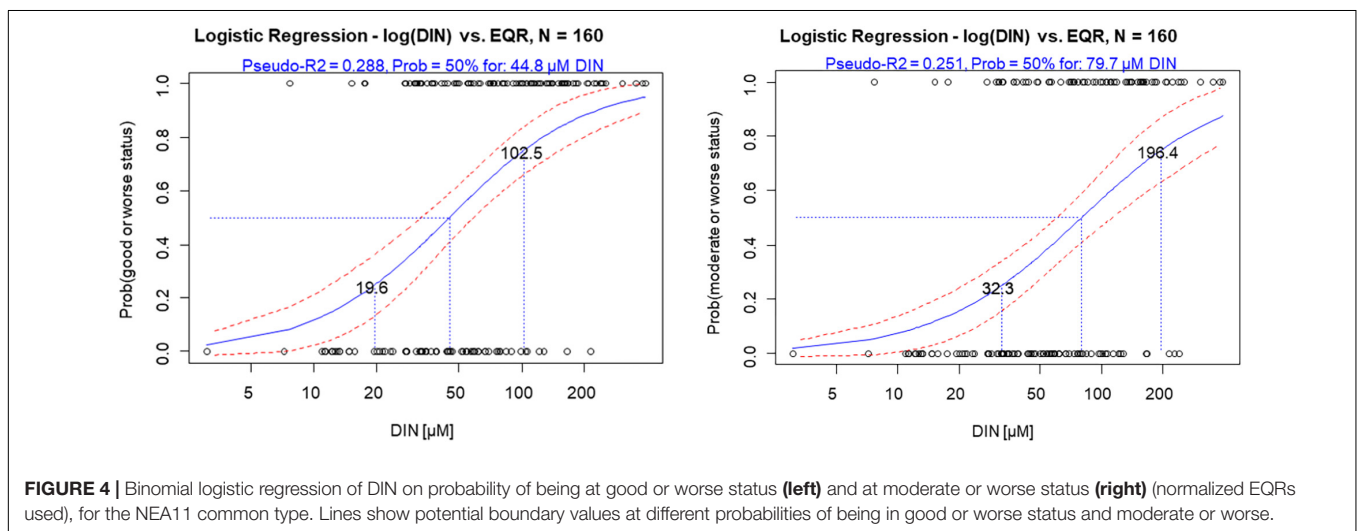 Logistic Regression - log(DIN) vs. EQR, N = 160
Pseudo-R2 = 0.288, Prob = 50% for: 44.8 µM DIN
Prob(good or worse status)
1.0
0.8
0.6
0.4
0.2
0.0
102.5
19.6
5 10 20 50 100 200
DIN [µM]
Logistic Regression - log(DIN) vs. EQR, N = 160
Pseudo-R2 = 0.251, Prob = 50% for: 79.7 µM DIN
Prob(moderate or worse status)
1.0
0.8
0.6
0.4
0.2
0.0
196.4
32.3
5 10 20 50 100 200
DIN [µM]
FIGURE 4 | Binomial logistic regression of DIN on probability of being at good or worse status (left) and at moderate or worse status (right) (normalized EQRs
used), for the NEA11 common type. Lines show potential boundary values at different probabilities of being in good or worse status and moderate or worse.